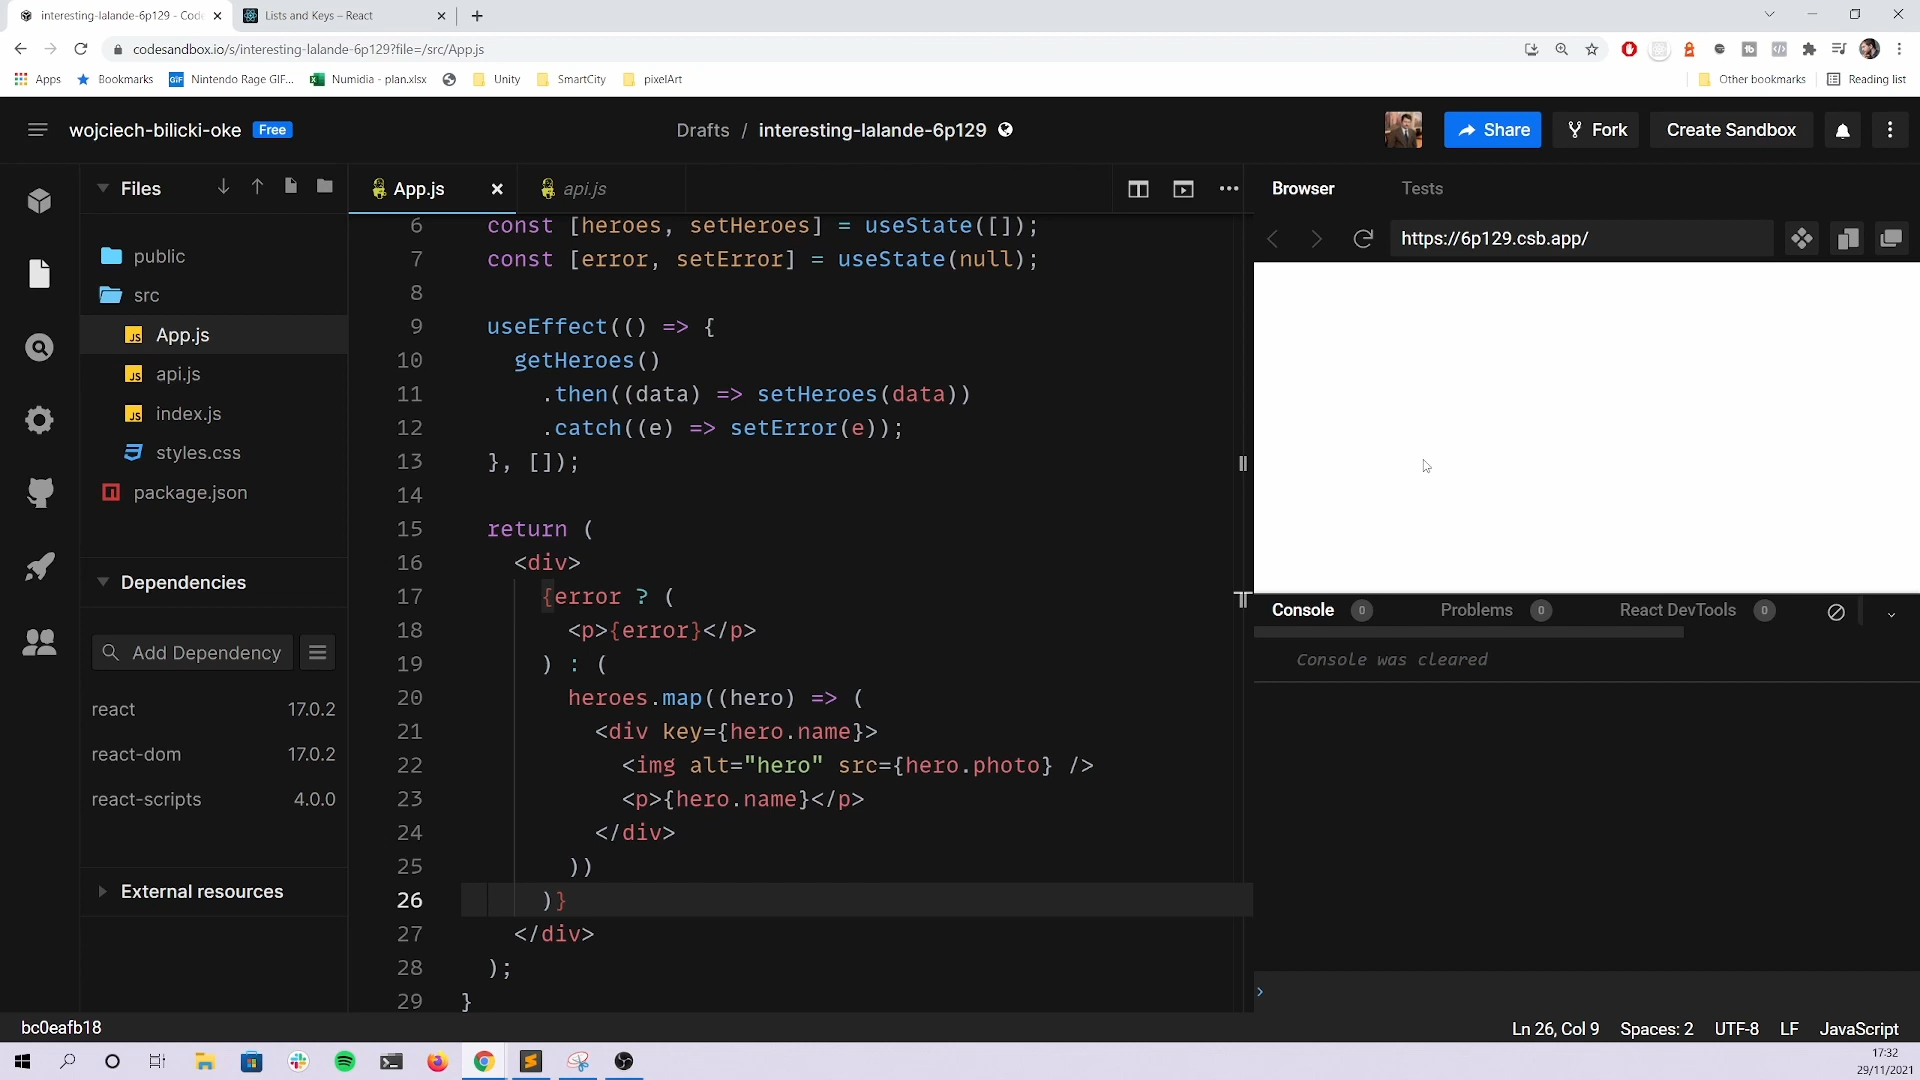 interesting-lalande-6p129 - Code
Lists and Keys – React
codesandbox.io/s/interesting-lalande-6p129?file=/src/App.js
Apps
Bookmarks
Nintendo Rage GIF...
Numidia - plan.xlsx
Unity
SmartCity
pixelArt
Other bookmarks
Reading list
wojciech-bilicki-oke
Free
Drafts / interesting-lalande-6p129
Share
Fork
Create Sandbox
Files
public
src
App.js
api.js
index.js
styles.css
package.json
Dependencies
Add Dependency
react 17.0.2
react-dom 17.0.2
react-scripts 4.0.0
External resources
App.js
api.js
6 const [heroes, setHeroes] = useState([]);
7 const [error, setError] = useState(null);
8
9 useEffect(() => {
10 getHeroes()
11 .then((data) => setHeroes(data))
12 .catch((e) => setError(e));
13 }, []);
14
15 return (
16 <div>
17 {error ? (
18 <p>{error}</p>
19 ) : (
20 heroes.map((hero) => (
21 <div key={hero.name}>
22 <img alt="hero" src={hero.photo} />
23 <p>{hero.name}</p>
24 </div>
25 ))
26 )}
27 </div>
28 );
29 }
Browser
Tests
https://6p129.csb.app/
Console 0
Problems 0
React DevTools 0
Console was cleared
bc0eafb18
Ln 26, Col 9
Spaces: 2
UTF-8
LF
JavaScript
17:32
29/11/2021